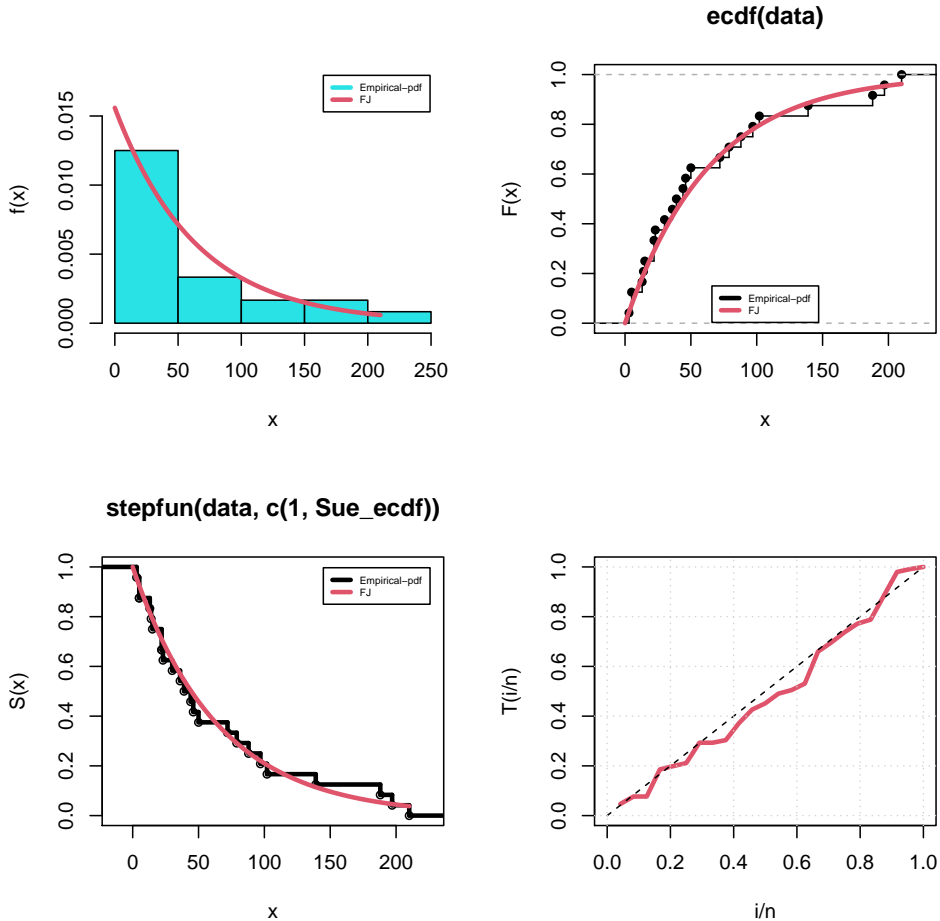 Empirical−pdf
FJ
f(x)
0.000 0.005 0.010 0.015
0 50 100 150 200 250
x
ecdf(data)
F(x)
0.0 0.2 0.4 0.6 0.8 1.0
Empirical−pdf
FJ
0 50 100 150 200
x
stepfun(data, c(1, Sue_ecdf))
S(x)
0.0 0.2 0.4 0.6 0.8 1.0
Empirical−pdf
FJ
0 50 100 150 200
x
T(i/n)
0.0 0.2 0.4 0.6 0.8 1.0
0.0 0.2 0.4 0.6 0.8 1.0
i/n